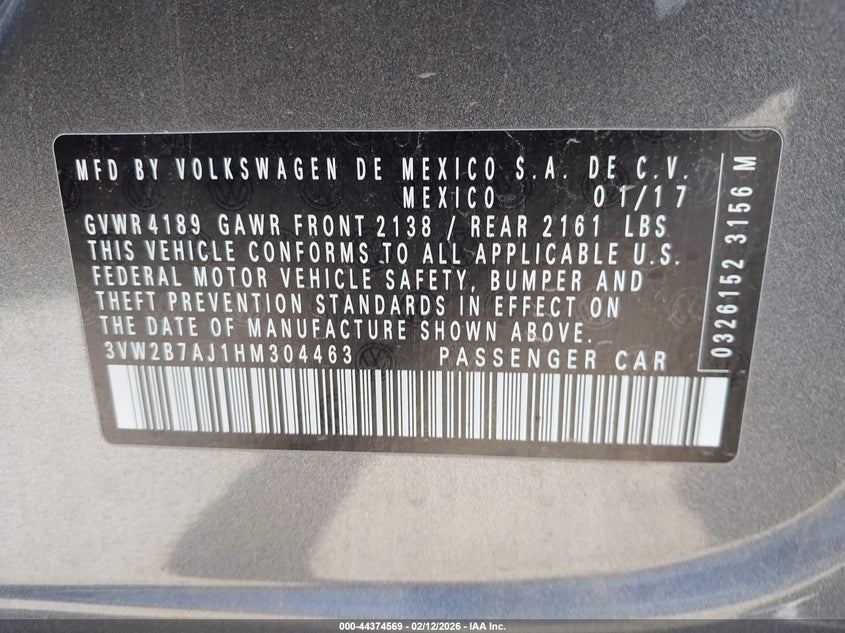 MFD BY VOLKSWAGEN DE MEXICO S.A. DE C.V.
MEXICO 01/17
GVWR 4189 GAWR FRONT 2138 / REAR 2161 LBS
THIS VEHICLE CONFORMS TO ALL APPLICABLE U.S.
FEDERAL MOTOR VEHICLE SAFETY, BUMPER AND
THEFT PREVENTION STANDARDS IN EFFECT ON
THE DATE OF MANUFACTURE SHOWN ABOVE.
3VW2B7AJ1HM304463 PASSENGER CAR
0326152 3156 M
000-44374569 - 02/12/2026 - IAA Inc.